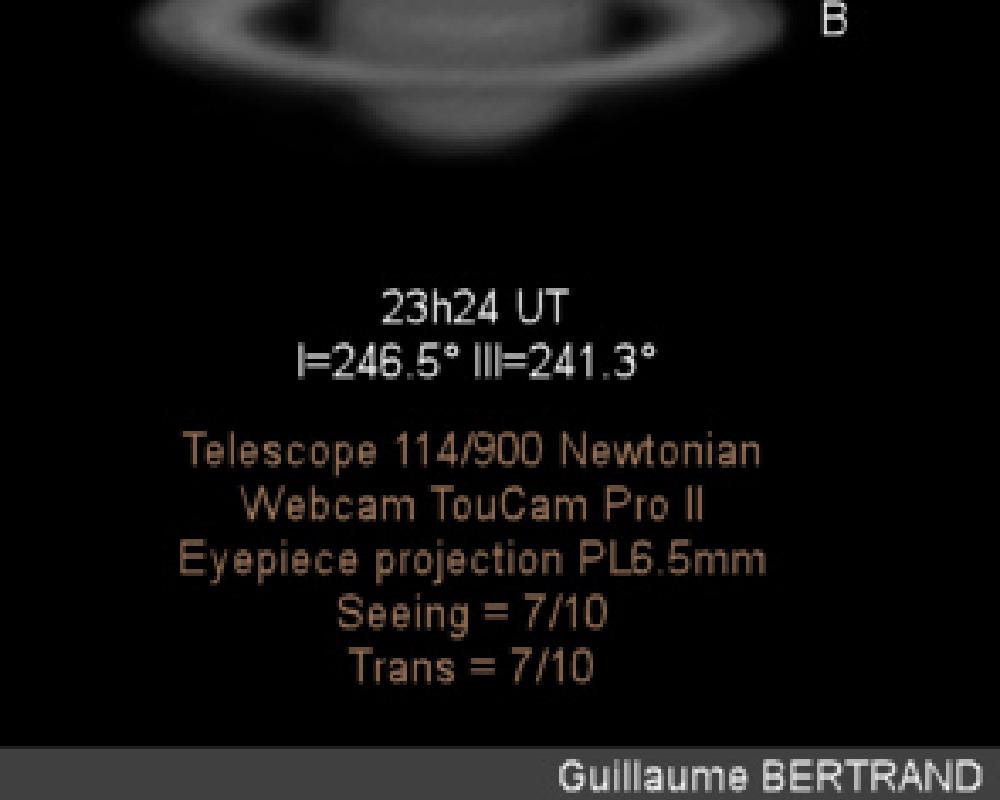 B
23h24 UT
I=246.5° III=241.3°
Telescope 114/900 Newtonian
Webcam TouCam Pro II
Eyepiece projection PL6.5mm
Seeing = 7/10
Trans = 7/10
Guillaume BERTRAND